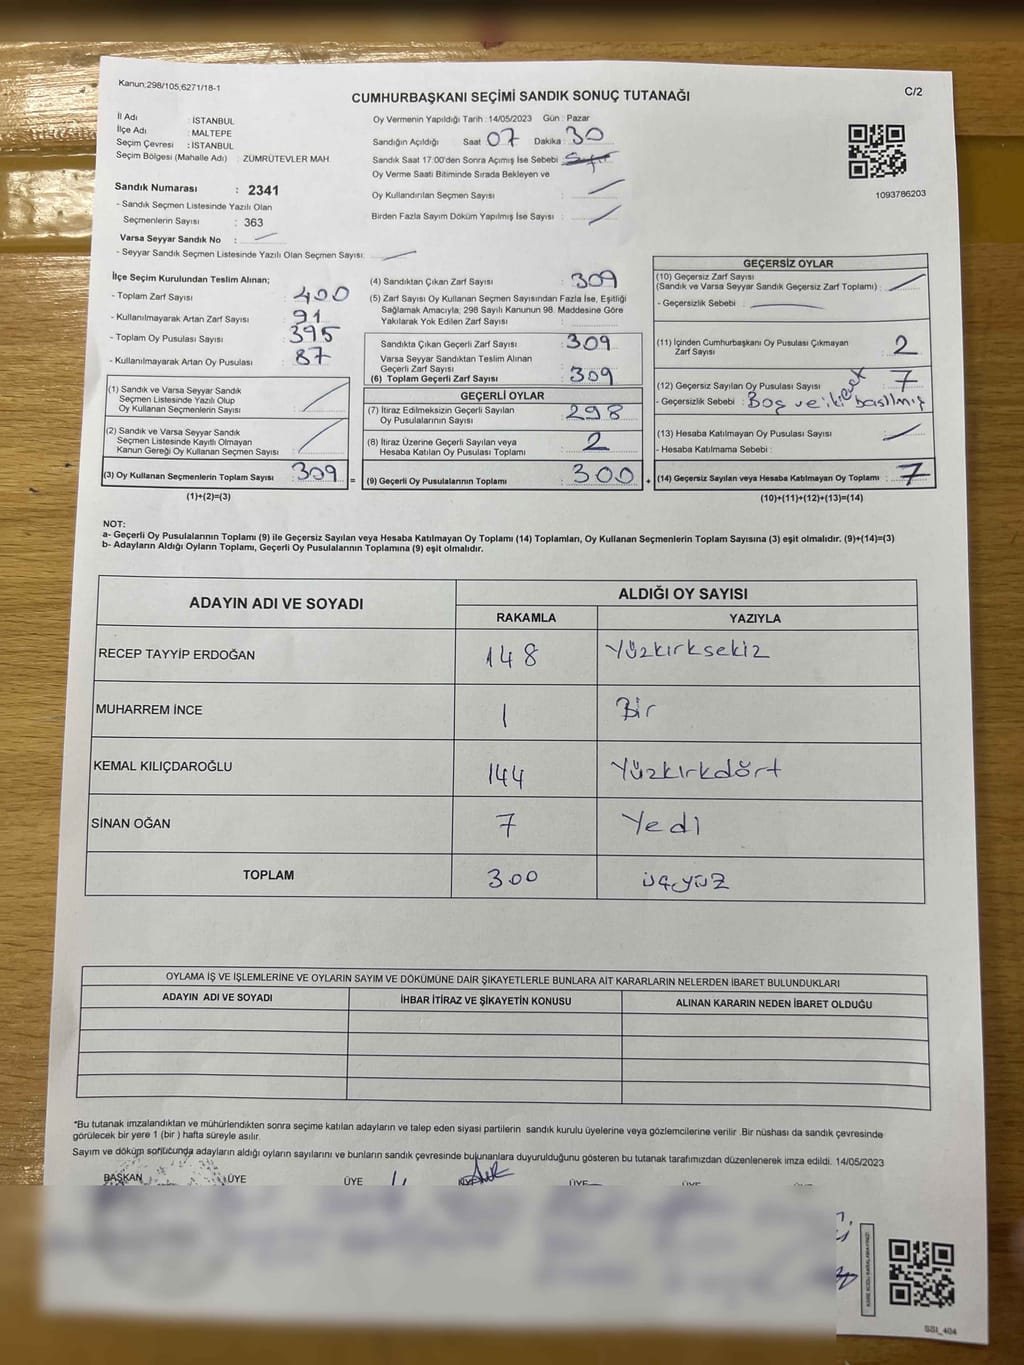 Kanun;298/105,6271/18-1
CUMHURBAŞKANI SEÇİMİ SANDIK SONUÇ TUTANAĞI
C/2
İl Adı : İSTANBUL
İlçe Adı : MALTEPE
Seçim Çevresi : İSTANBUL
Seçim Bölgesi (Mahalle Adı) : ZÜMRÜTEVLER MAH.
Sandık Numarası : 2341
- Sandık Seçmen Listesinde Yazılı Olan
Seçmenlerin Sayısı : 363
Varsa Seyyar Sandık No :
- Seyyar Sandık Seçmen Listesinde Yazılı Olan Seçmen Sayısı:
Oy Vermenin Yapıldığı Tarih : 14/05/2023 Gün : Pazar
Sandığın Açıldığı Saat 07 Dakika : 30
Sandık Saat 17:00'den Sonra Açımış İse Sebebi
Oy Verme Saati Bitiminde Sırada Bekleyen ve
Oy Kullandırılan Seçmen Sayısı :
Birden Fazla Sayım Döküm Yapılmış İse Sayısı :
1093786203
İlçe Seçim Kurulundan Teslim Alınan;
- Toplam Zarf Sayısı : 400
- Kullanılmayarak Artan Zarf Sayısı : 91
- Toplam Oy Pusulası Sayısı : 395
- Kullanılmayarak Artan Oy Pusulası : 87
(1) Sandık ve Varsa Seyyar Sandık
Seçmen Listesinde Yazılı Olup
Oy Kullanan Seçmenlerin Sayısı :
(2) Sandık ve Varsa Seyyar Sandık
Seçmen Listesinde Kayıtlı Olmayan
Kanun Gereği Oy Kullanan Seçmen Sayısı :
(3) Oy Kullanan Seçmenlerin Toplam Sayısı : 309
(1)+(2)=(3)
=
(4) Sandıktan Çıkan Zarf Sayısı : 309
(5) Zarf Sayısı Oy Kullanan Seçmen Sayısından Fazla İse, Eşitliği
Sağlamak Amacıyla; 298 Sayılı Kanunun 98. Maddesine Göre
Yakılarak Yok Edilen Zarf Sayısı :
Sandıkta Çıkan Geçerli Zarf Sayısı : 309
Varsa Seyyar Sandıktan Teslim Alınan
Geçerli Zarf Sayısı :
(6) Toplam Geçerli Zarf Sayısı : 309
GEÇERLİ OYLAR
(7) İtiraz Edilmeksizin Geçerli Sayılan
Oy Pusulalarının Sayısı : 298
(8) İtiraz Üzerine Geçerli Sayılan veya
Hesaba Katılan Oy Pusulası Toplamı : 2
(9) Geçerli Oy Pusulalarının Toplamı : 300
+
GEÇERSİZ OYLAR
(10) Geçersiz Zarf Sayısı
(Sandık ve Varsa Seyyar Sandık Geçersiz Zarf Toplamı) :
- Geçersizlik Sebebi :
(11) İçinden Cumhurbaşkanı Oy Pusulası Çıkmayan
Zarf Sayısı : 2
(12) Geçersiz Sayılan Oy Pusulası Sayısı : 7
- Geçersizlik Sebebi : Boş ve iki evet basılmış
(13) Hesaba Katılmayan Oy Pusulası Sayısı :
- Hesaba Katılmama Sebebi :
(14) Geçersiz Sayılan veya Hesaba Katılmayan Oy Toplamı : 7
(10)+(11)+(12)+(13)=(14)
NOT:
a- Geçerli Oy Pusulalarının Toplamı (9) ile Geçersiz Sayılan veya Hesaba Katılmayan Oy Toplamı (14) Toplamları, Oy Kullanan Seçmenlerin Toplam Sayısına (3) eşit olmalıdır. (9)+(14)=(3)
b- Adayların Aldığı Oyların Toplamı, Geçerli Oy Pusulalarının Toplamına (9) eşit olmalıdır.
ADAYIN ADI VE SOYADI
ALDIĞI OY SAYISI
RAKAMLA YAZIYLA
RECEP TAYYİP ERDOĞAN 148 Yüzkırksekiz
MUHARREM İNCE 1 Bir
KEMAL KILIÇDAROĞLU 144 Yüzkırkdört
SİNAN OĞAN 7 Yedi
TOPLAM 300 üçyüz
OYLAMA İŞ VE İŞLEMLERİNE VE OYLARIN SAYIM VE DÖKÜMÜNE DAİR ŞİKAYETLERLE BUNLARA AİT KARARLARIN NELERDEN İBARET BULUNDUKLARI
ADAYIN ADI VE SOYADI İHBAR İTİRAZ VE ŞİKAYETİN KONUSU ALINAN KARARIN NEDEN İBARET OLDUĞU
*Bu tutanak imzalandıktan ve mühürlendikten sonra seçime katılan adayların ve talep eden siyasi partilerin sandık kurulu üyelerine veya gözlemcilerine verilir .Bir nüshası da sandık çevresinde
görülecek bir yere 1 (bir ) hafta süreyle asılır.
Sayım ve döküm sonucunda adayların aldığı oyların sayılarını ve bunların sandık çevresinde bulunanlara duyurulduğunu gösteren bu tutanak tarafımızdan düzenlenerek imza edildi. 14/05/2023
BAŞKAN ÜYE ÜYE ÜYE
SSI_404